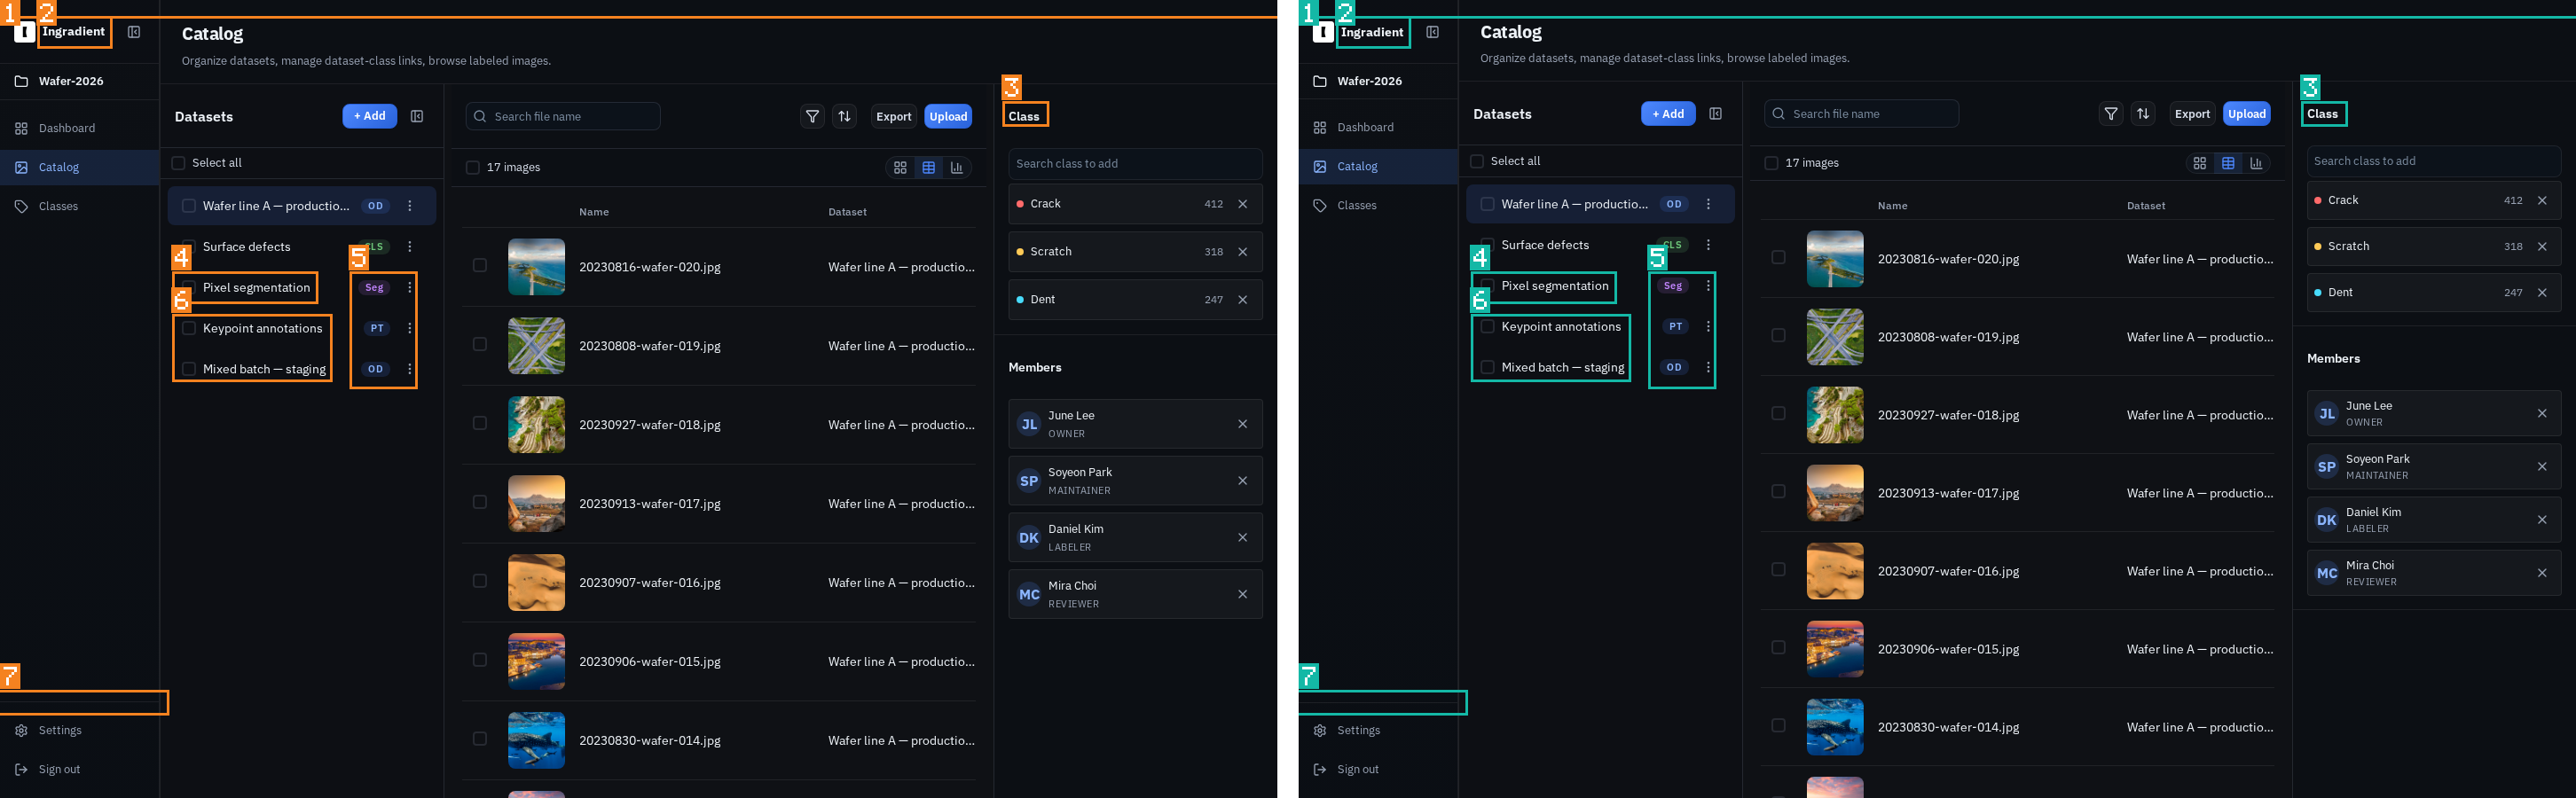 1
2
Ingradient
Catalog
Organize datasets, manage dataset-class links, browse labeled images.
Wafer-2026
Dashboard
Catalog
Classes
Datasets
+ Add
Select all
Wafer line A — productio...
OD
Surface defects
CLS
4
5
Pixel segmentation
Seg
6
Keypoint annotations
PT
Mixed batch — staging
OD
7
Settings
Sign out
Search file name
Export
Upload
17 images
Name
Dataset
20230816-wafer-020.jpg
Wafer line A — productio...
20230808-wafer-019.jpg
Wafer line A — productio...
20230927-wafer-018.jpg
Wafer line A — productio...
20230913-wafer-017.jpg
Wafer line A — productio...
20230907-wafer-016.jpg
Wafer line A — productio...
20230906-wafer-015.jpg
Wafer line A — productio...
20230830-wafer-014.jpg
Wafer line A — productio...
3
Class
Search class to add
Crack
412
Scratch
318
Dent
247
Members
JL
June Lee
OWNER
SP
Soyeon Park
MAINTAINER
DK
Daniel Kim
LABELER
MC
Mira Choi
REVIEWER
1
2
Ingradient
Catalog
Organize datasets, manage dataset-class links, browse labeled images.
Wafer-2026
Dashboard
Catalog
Classes
Datasets
+ Add
Select all
Wafer line A — productio...
OD
Surface defects
CLS
4
5
Pixel segmentation
Seg
6
Keypoint annotations
PT
Mixed batch — staging
OD
7
Settings
Sign out
Search file name
Export
Upload
17 images
Name
Dataset
20230816-wafer-020.jpg
Wafer line A — productio...
20230808-wafer-019.jpg
Wafer line A — productio...
20230927-wafer-018.jpg
Wafer line A — productio...
20230913-wafer-017.jpg
Wafer line A — productio...
20230907-wafer-016.jpg
Wafer line A — productio...
20230906-wafer-015.jpg
Wafer line A — productio...
20230830-wafer-014.jpg
Wafer line A — productio...
3
Class
Search class to add
Crack
412
Scratch
318
Dent
247
Members
JL
June Lee
OWNER
SP
Soyeon Park
MAINTAINER
DK
Daniel Kim
LABELER
MC
Mira Choi
REVIEWER